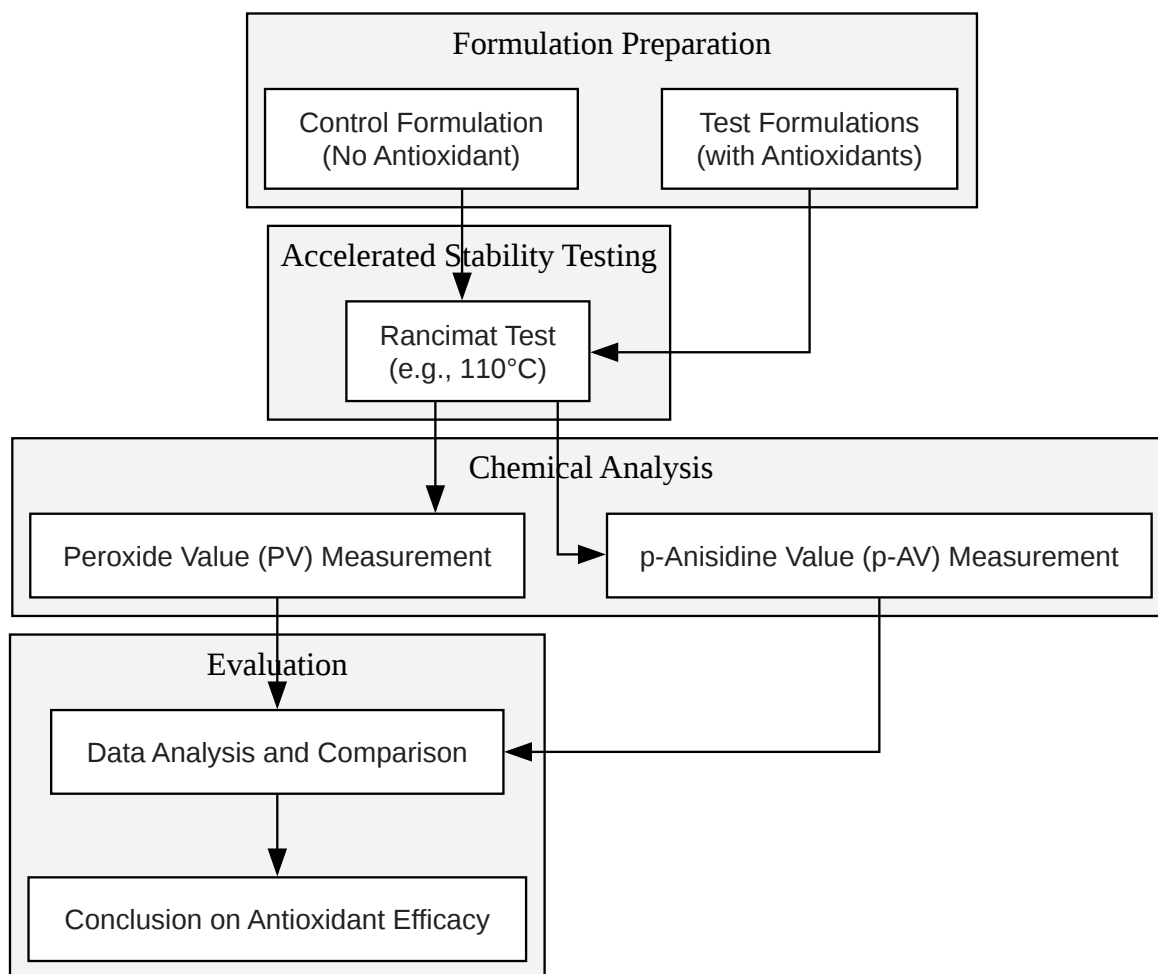 Formulation Preparation
Control Formulation
(No Antioxidant)
Test Formulations
(with Antioxidants)
Accelerated Stability Testing
Rancimat Test
(e.g., 110°C)
Chemical Analysis
Peroxide Value (PV) Measurement
p-Anisidine Value (p-AV) Measurement
Evaluation
Data Analysis and Comparison
Conclusion on Antioxidant Efficacy